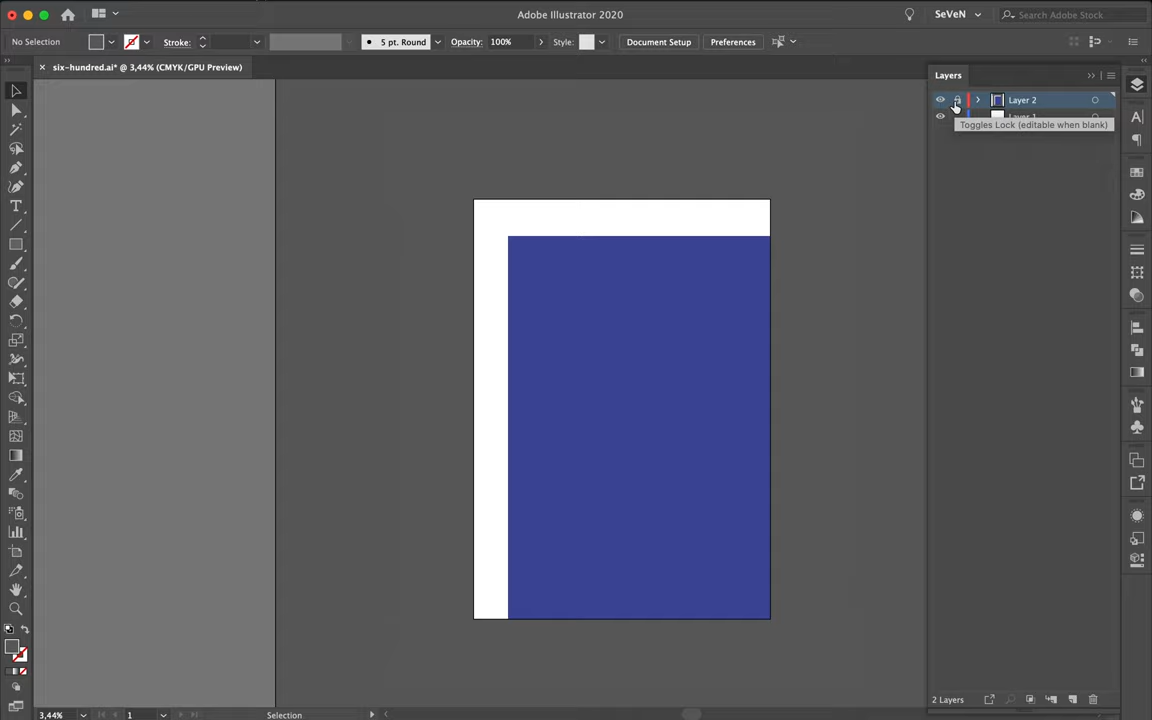 Adobe Illustrator 2020
SeVeN
Search Adobe Stock
No Selection
Stroke:
5 pt. Round
Opacity: 100%
Style:
Document Setup
Preferences
six-hundred.ai* @ 3,44% (CMYK/GPU Preview)
Layers
Layer 2
Layer 1
Toggles Lock (editable when blank)
2 Layers
3,44%
1
Selection